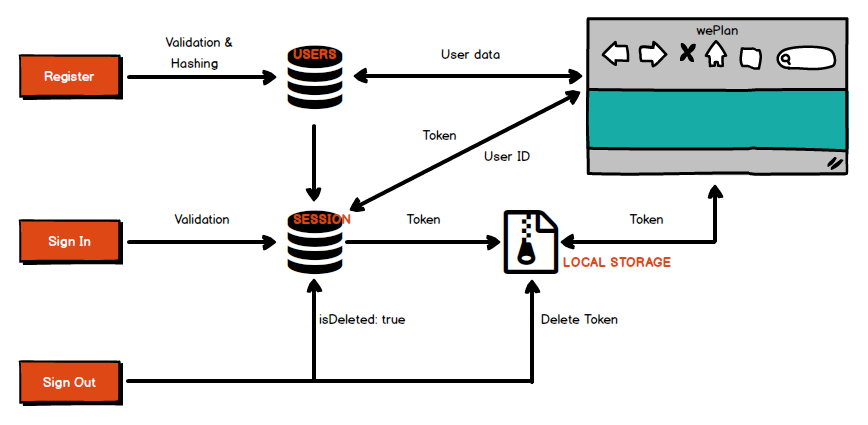 wePlan
Validation &
Hashing
USERS
User data
Register
Token
User ID
Validation
SESSION
Token
Token
Sign In
LOCAL STORAGE
isDeleted: true
Delete Token
Sign Out